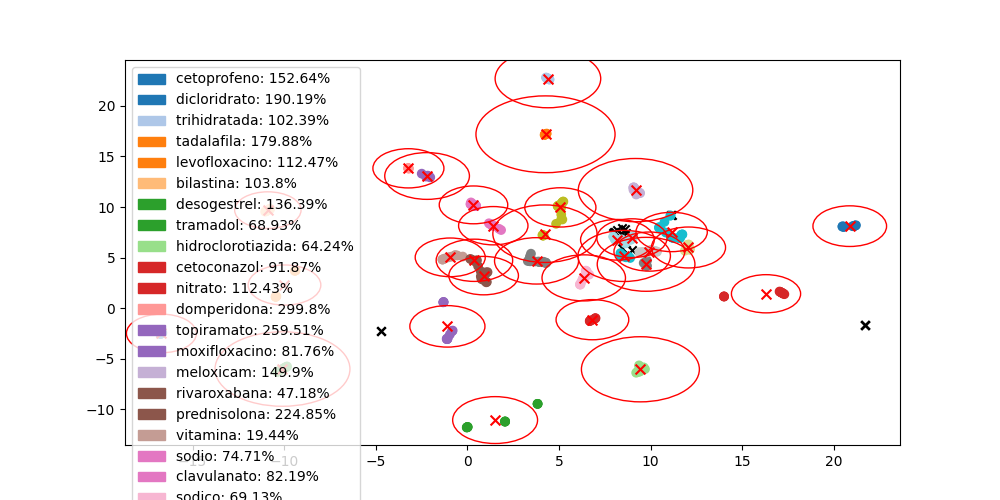 cetoprofeno: 152.64%
dicloridrato: 190.19%
trihidratada: 102.39%
tadalafila: 179.88%
levofloxacino: 112.47%
bilastina: 103.8%
desogestrel: 136.39%
tramadol: 68.93%
hidroclorotiazida: 64.24%
cetoconazol: 91.87%
nitrato: 112.43%
domperidona: 299.8%
topiramato: 259.51%
moxifloxacino: 81.76%
meloxicam: 149.9%
rivaroxabana: 47.18%
prednisolona: 224.85%
vitamina: 19.44%
sodio: 74.71%
clavulanato: 82.19%
sodico: 69.13%
20
15
10
5
0
−5
−10
−15 −10 −5 0 5 10 15 20